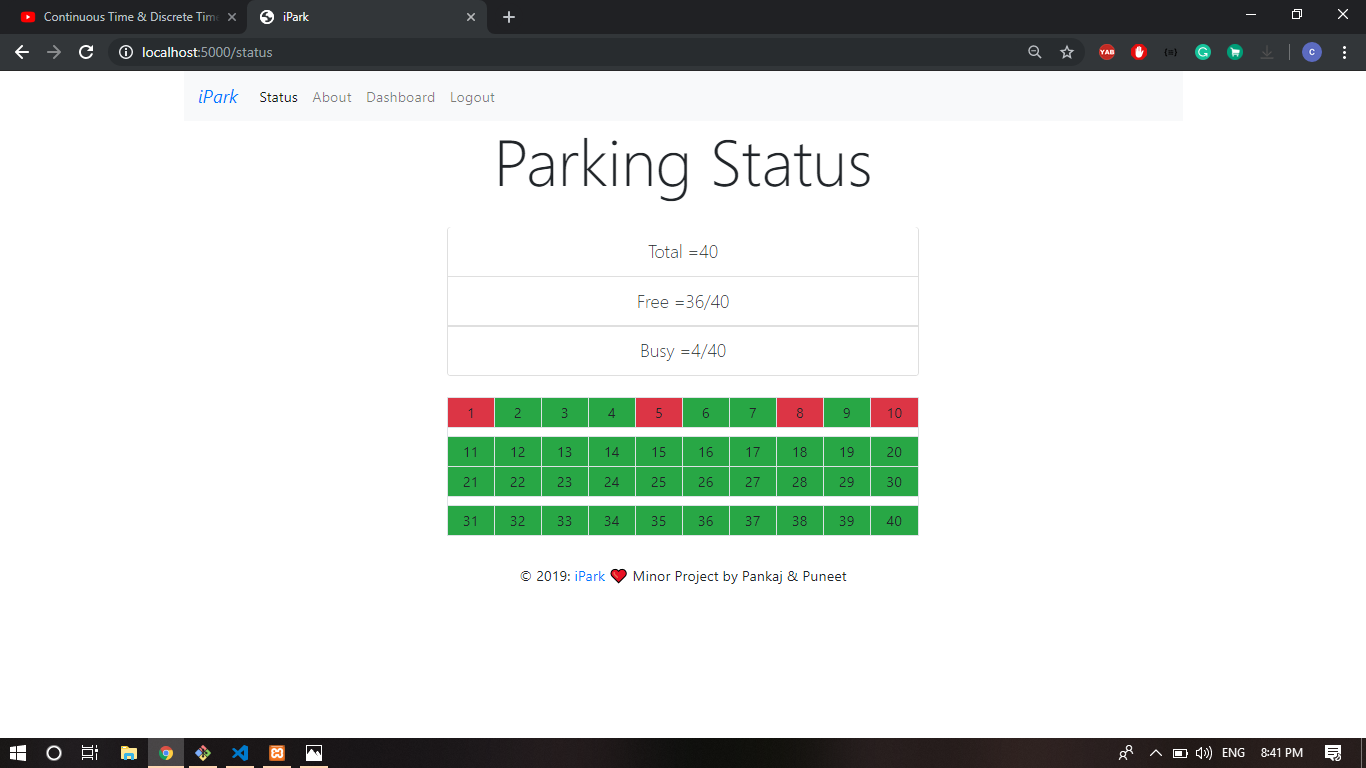 Continuous Time & Discrete Time
iPark
localhost:5000/status
YAB
C
iPark Status About Dashboard Logout
Parking Status
Total =40
Free =36/40
Busy =4/40
1 2 3 4 5 6 7 8 9 10
11 12 13 14 15 16 17 18 19 20
21 22 23 24 25 26 27 28 29 30
31 32 33 34 35 36 37 38 39 40
© 2019: iPark ❤ Minor Project by Pankaj & Puneet
ENG 8:41 PM